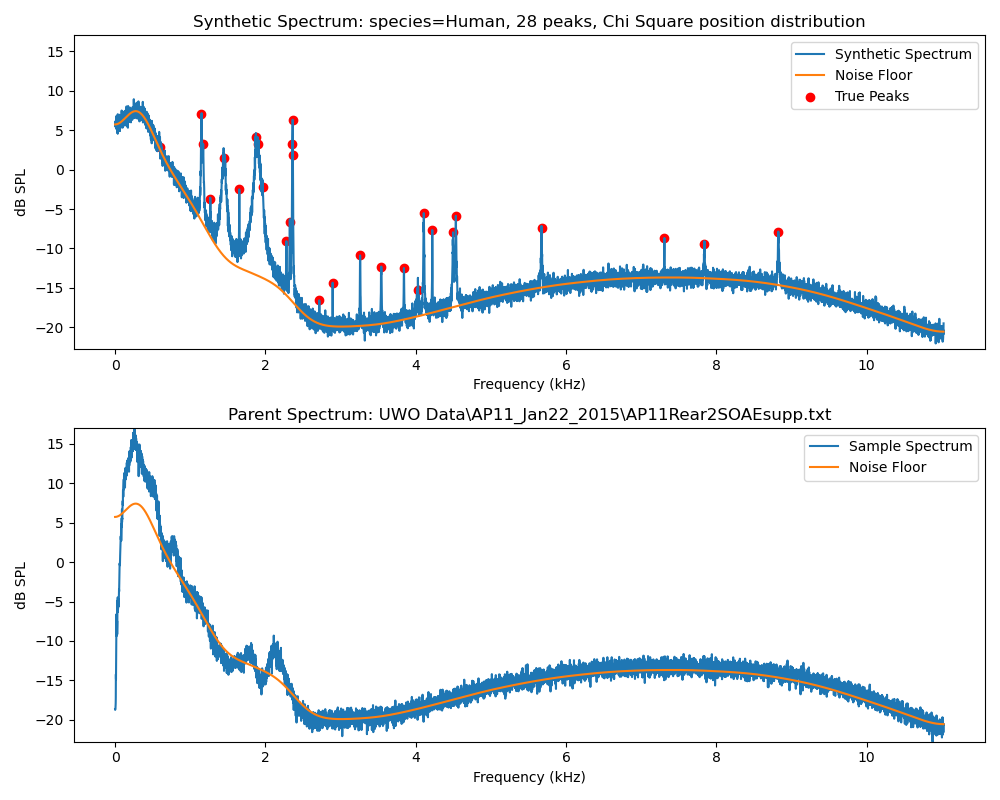 Synthetic Spectrum: species=Human, 28 peaks, Chi Square position distribution
dB SPL
15
10
5
0
−5
−10
−15
−20
Synthetic Spectrum
Noise Floor
True Peaks
0 2 4 6 8 10
Frequency (kHz)
Parent Spectrum: UWO Data\AP11_Jan22_2015\AP11Rear2SOAEsupp.txt
dB SPL
15
10
5
0
−5
−10
−15
−20
Sample Spectrum
Noise Floor
0 2 4 6 8 10
Frequency (kHz)